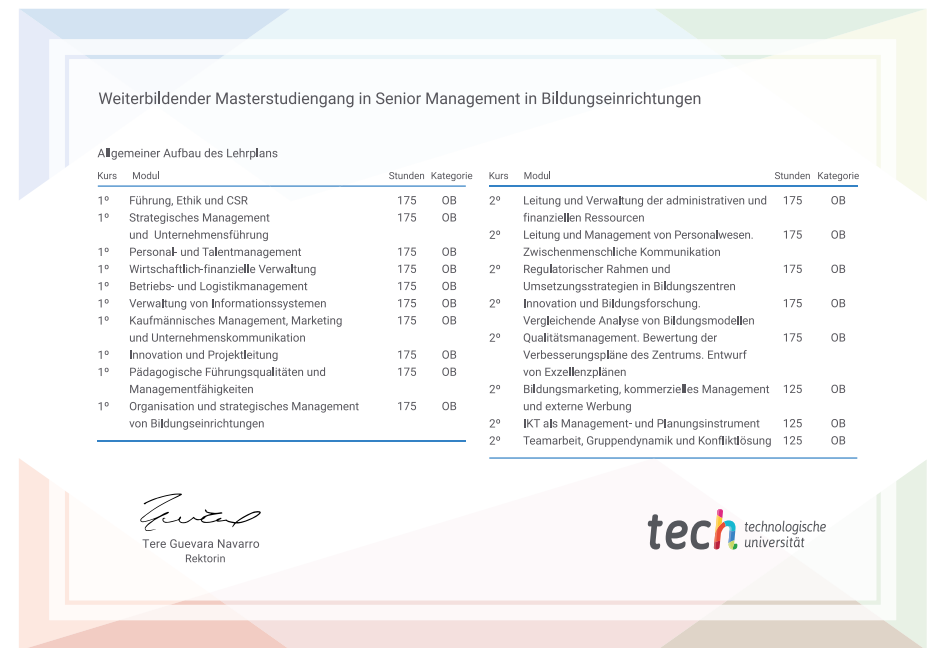 Weiterbildender Masterstudiengang in Senior Management in Bildungseinrichtungen
Allgemeiner Aufbau des Lehrplans
Kurs Modul Stunden Kategorie
1º Führung, Ethik und CSR 175 OB
1º Strategisches Management
und Unternehmensführung 175 OB
1º Personal- und Talentmanagement 175 OB
1º Wirtschaftlich-finanzielle Verwaltung 175 OB
1º Betriebs- und Logistikmanagement 175 OB
1º Verwaltung von Informationssystemen 175 OB
1º Kaufmännisches Management, Marketing 175 OB
und Unternehmenskommunikation
1º Innovation und Projektleitung 175 OB
1º Pädagogische Führungsqualitäten und 175 OB
Managementfähigkeiten
1º Organisation und strategisches Management 175 OB
von Bildungseinrichtungen
Kurs Modul Stunden Kategorie
2º Leitung und Verwaltung der administrativen und 175 OB
finanziellen Ressourcen
2º Leitung und Management von Personalwesen. 175 OB
Zwischenmenschliche Kommunikation
2º Regulatorischer Rahmen und 175 OB
Umsetzungsstrategien in Bildungszentren
2º Innovation und Bildungsforschung. 175 OB
Vergleichende Analyse von Bildungsmodellen
2º Qualitätsmanagement. Bewertung der 175 OB
Verbesserungspläne des Zentrums. Entwurf
von Exzellenzplänen
2º Bildungsmarketing, kommerzielles Management 125 OB
und externe Werbung
2º IKT als Management- und Planungsinstrument 125 OB
2º Teamarbeit, Gruppendynamik und Konfliktlösung 125 OB
Tere Guevara Navarro
Rektorin
tech technologische
universität